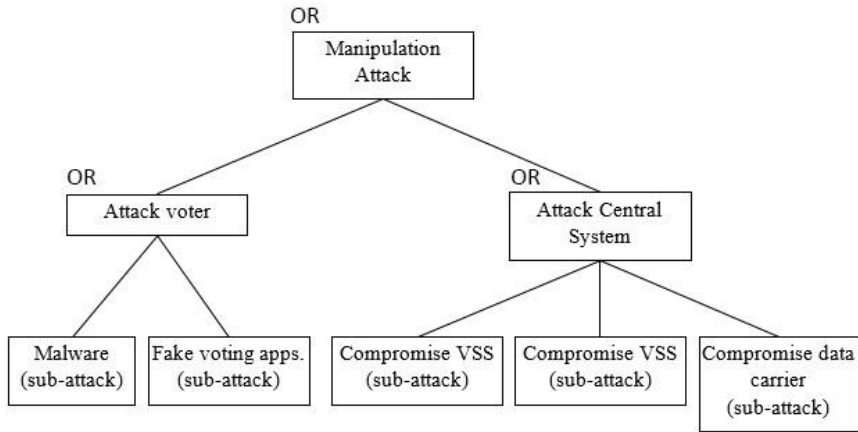 OR
Manipulation
Attack
OR
Attack voter
OR
Attack Central
System
Malware
(sub-attack)
Fake voting apps.
(sub-attack)
Compromise VSS
(sub-attack)
Compromise VSS
(sub-attack)
Compromise data
carrier
(sub-attack)